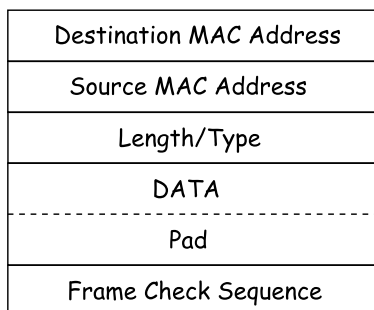 Destination MAC Address
Source MAC Address
Length/Type
DATA
Pad
Frame Check Sequence